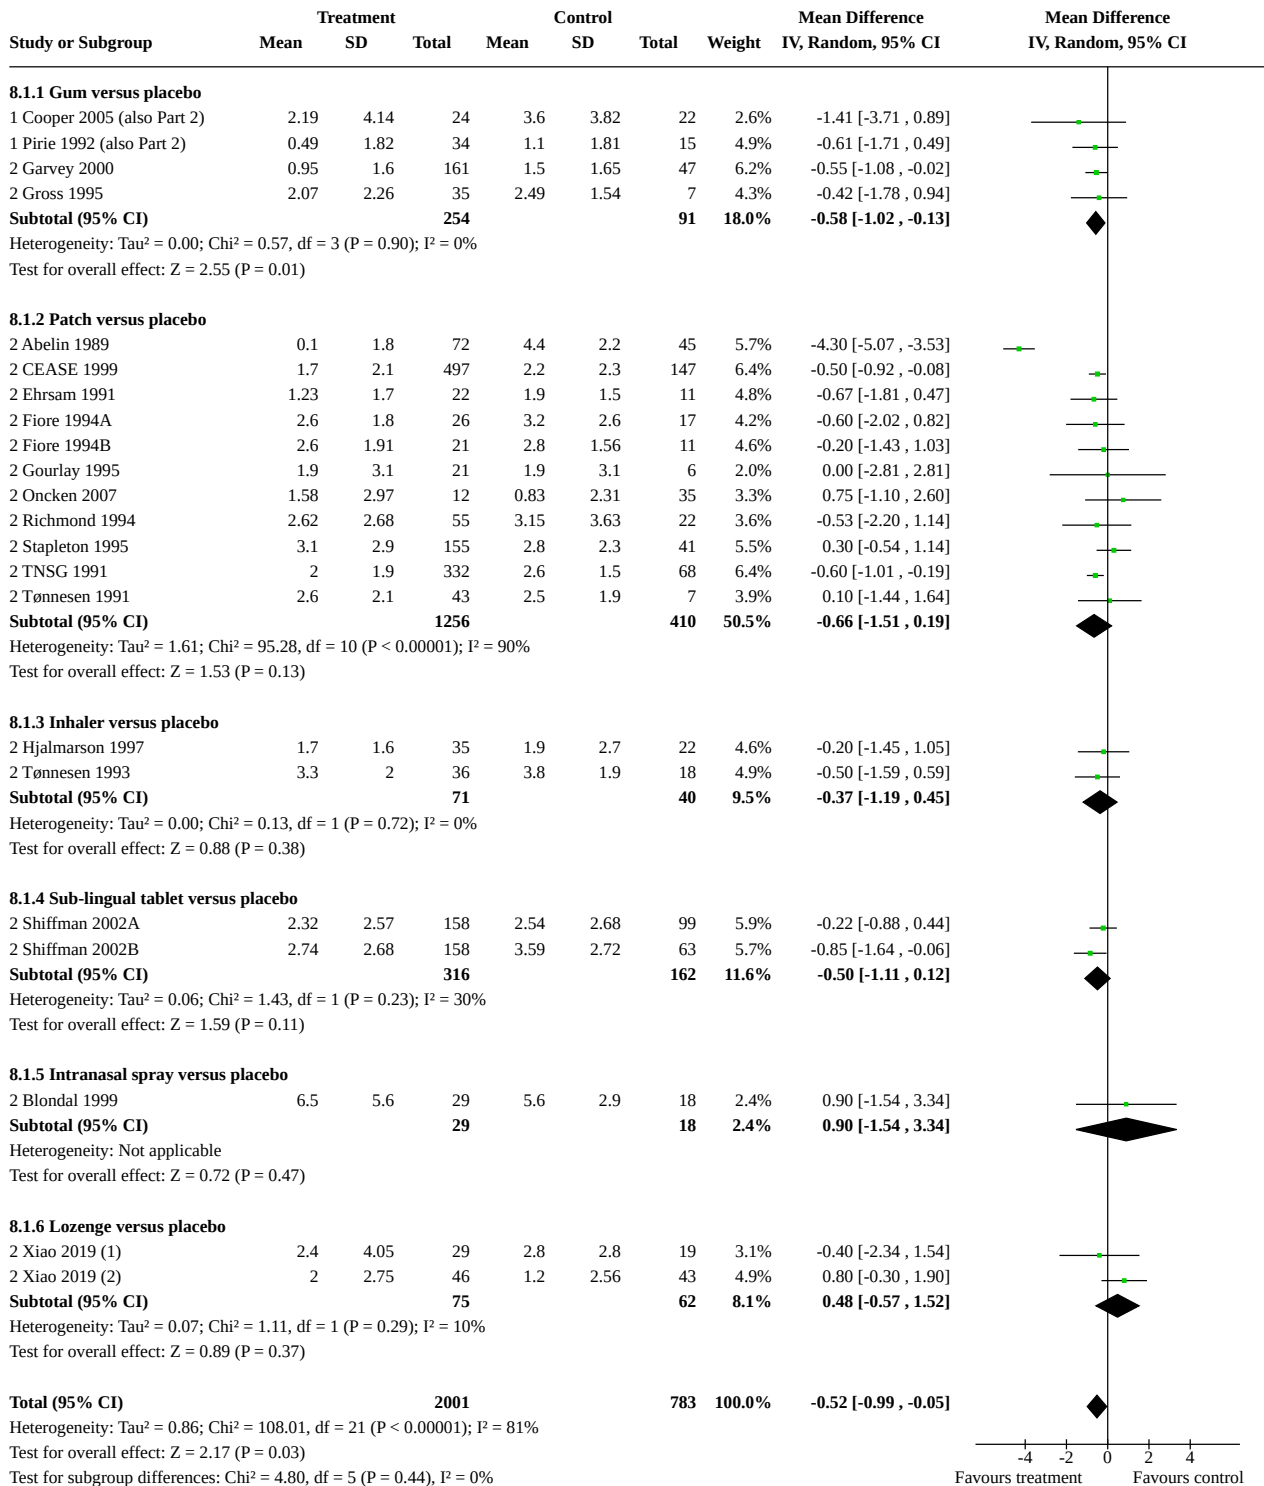 Treatment Control Mean Difference Mean Difference
Study or Subgroup Mean SD Total Mean SD Total Weight IV, Random, 95% CI IV, Random, 95% CI
8.1.1 Gum versus placebo
1 Cooper 2005 (also Part 2) 2.19 4.14 24 3.6 3.82 22 2.6% -1.41 [-3.71 , 0.89]
1 Pirie 1992 (also Part 2) 0.49 1.82 34 1.1 1.81 15 4.9% -0.61 [-1.71 , 0.49]
2 Garvey 2000 0.95 1.6 161 1.5 1.65 47 6.2% -0.55 [-1.08 , -0.02]
2 Gross 1995 2.07 2.26 35 2.49 1.54 7 4.3% -0.42 [-1.78 , 0.94]
Subtotal (95% CI) 254 91 18.0% -0.58 [-1.02 , -0.13]
Heterogeneity: Tau² = 0.00; Chi² = 0.57, df = 3 (P = 0.90); I² = 0%
Test for overall effect: Z = 2.55 (P = 0.01)
8.1.2 Patch versus placebo
2 Abelin 1989 0.1 1.8 72 4.4 2.2 45 5.7% -4.30 [-5.07 , -3.53]
2 CEASE 1999 1.7 2.1 497 2.2 2.3 147 6.4% -0.50 [-0.92 , -0.08]
2 Ehrsam 1991 1.23 1.7 22 1.9 1.5 11 4.8% -0.67 [-1.81 , 0.47]
2 Fiore 1994A 2.6 1.8 26 3.2 2.6 17 4.2% -0.60 [-2.02 , 0.82]
2 Fiore 1994B 2.6 1.91 21 2.8 1.56 11 4.6% -0.20 [-1.43 , 1.03]
2 Gourlay 1995 1.9 3.1 21 1.9 3.1 6 2.0% 0.00 [-2.81 , 2.81]
2 Oncken 2007 1.58 2.97 12 0.83 2.31 35 3.3% 0.75 [-1.10 , 2.60]
2 Richmond 1994 2.62 2.68 55 3.15 3.63 22 3.6% -0.53 [-2.20 , 1.14]
2 Stapleton 1995 3.1 2.9 155 2.8 2.3 41 5.5% 0.30 [-0.54 , 1.14]
2 TNSG 1991 2 1.9 332 2.6 1.5 68 6.4% -0.60 [-1.01 , -0.19]
2 Tønnesen 1991 2.6 2.1 43 2.5 1.9 7 3.9% 0.10 [-1.44 , 1.64]
Subtotal (95% CI) 1256 410 50.5% -0.66 [-1.51 , 0.19]
Heterogeneity: Tau² = 1.61; Chi² = 95.28, df = 10 (P < 0.00001); I² = 90%
Test for overall effect: Z = 1.53 (P = 0.13)
8.1.3 Inhaler versus placebo
2 Hjalmarson 1997 1.7 1.6 35 1.9 2.7 22 4.6% -0.20 [-1.45 , 1.05]
2 Tønnesen 1993 3.3 2 36 3.8 1.9 18 4.9% -0.50 [-1.59 , 0.59]
Subtotal (95% CI) 71 40 9.5% -0.37 [-1.19 , 0.45]
Heterogeneity: Tau² = 0.00; Chi² = 0.13, df = 1 (P = 0.72); I² = 0%
Test for overall effect: Z = 0.88 (P = 0.38)
8.1.4 Sub-lingual tablet versus placebo
2 Shiffman 2002A 2.32 2.57 158 2.54 2.68 99 5.9% -0.22 [-0.88 , 0.44]
2 Shiffman 2002B 2.74 2.68 158 3.59 2.72 63 5.7% -0.85 [-1.64 , -0.06]
Subtotal (95% CI) 316 162 11.6% -0.50 [-1.11 , 0.12]
Heterogeneity: Tau² = 0.06; Chi² = 1.43, df = 1 (P = 0.23); I² = 30%
Test for overall effect: Z = 1.59 (P = 0.11)
8.1.5 Intranasal spray versus placebo
2 Blondal 1999 6.5 5.6 29 5.6 2.9 18 2.4% 0.90 [-1.54 , 3.34]
Subtotal (95% CI) 29 18 2.4% 0.90 [-1.54 , 3.34]
Heterogeneity: Not applicable
Test for overall effect: Z = 0.72 (P = 0.47)
8.1.6 Lozenge versus placebo
2 Xiao 2019 (1) 2.4 4.05 29 2.8 2.8 19 3.1% -0.40 [-2.34 , 1.54]
2 Xiao 2019 (2) 2 2.75 46 1.2 2.56 43 4.9% 0.80 [-0.30 , 1.90]
Subtotal (95% CI) 75 62 8.1% 0.48 [-0.57 , 1.52]
Heterogeneity: Tau² = 0.07; Chi² = 1.11, df = 1 (P = 0.29); I² = 10%
Test for overall effect: Z = 0.89 (P = 0.37)
Total (95% CI) 2001 783 100.0% -0.52 [-0.99 , -0.05]
Heterogeneity: Tau² = 0.86; Chi² = 108.01, df = 21 (P < 0.00001); I² = 81%
Test for overall effect: Z = 2.17 (P = 0.03) -4 -2 0 2 4
Test for subgroup differences: Chi² = 4.80, df = 5 (P = 0.44), I² = 0% Favours treatment Favours control